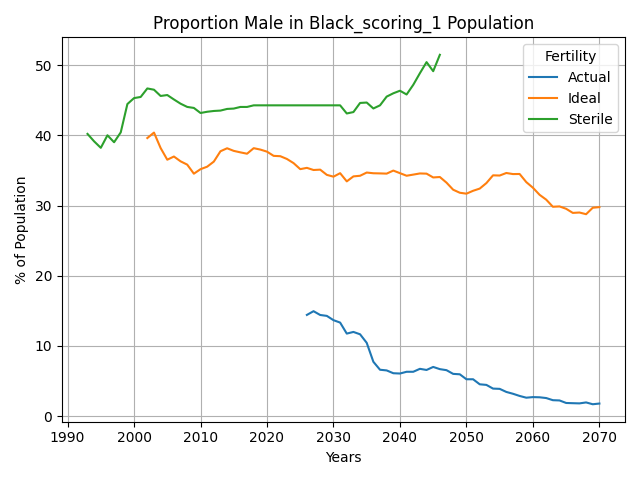 Proportion Male in Black_scoring_1 Population
% of Population
50
40
30
20
10
0
1990 2000 2010 2020 2030 2040 2050 2060 2070
Years
Fertility
Actual
Ideal
Sterile